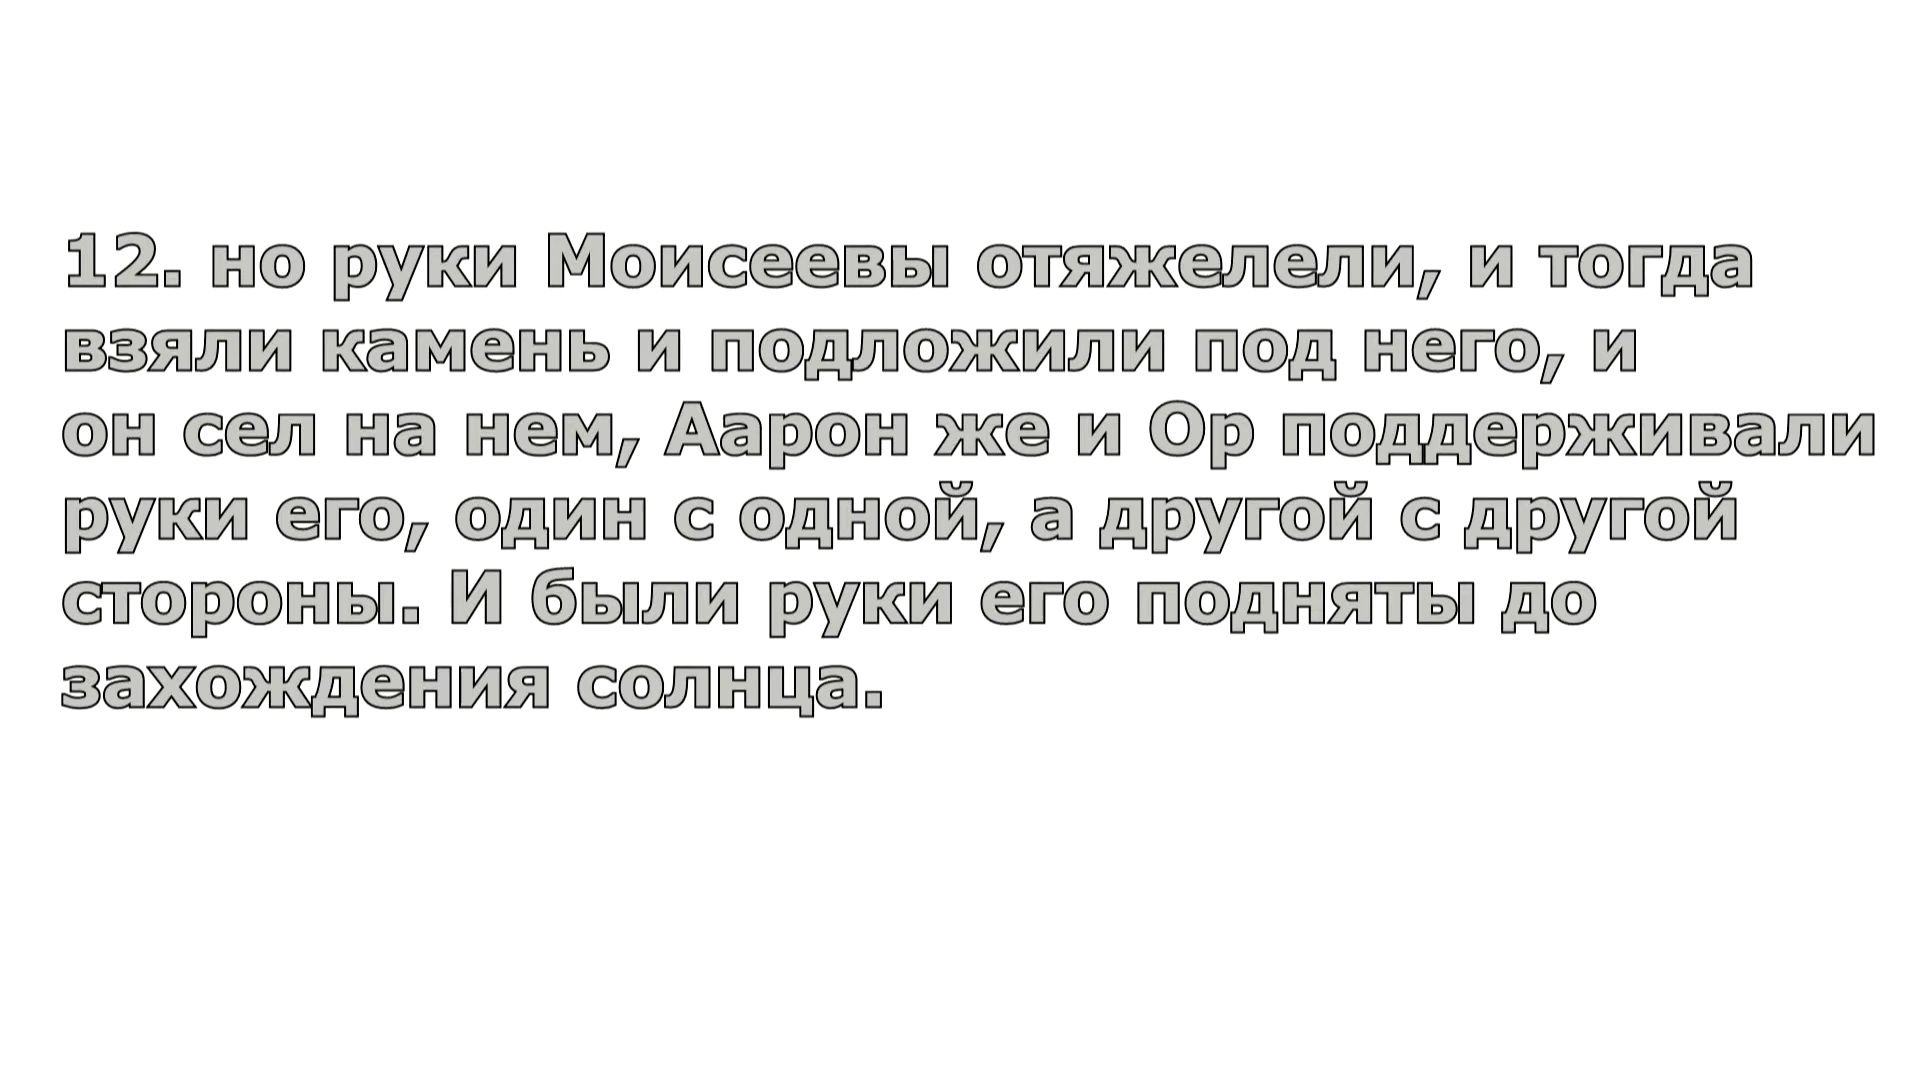 12. но руки Моисеевы отяжелели, и тогда
взяли камень и подложили под него, и
он сел на нем, Аарон же и Ор поддерживали
руки его, один с одной, а другой с другой
стороны. И были руки его подняты до
захождения солнца.